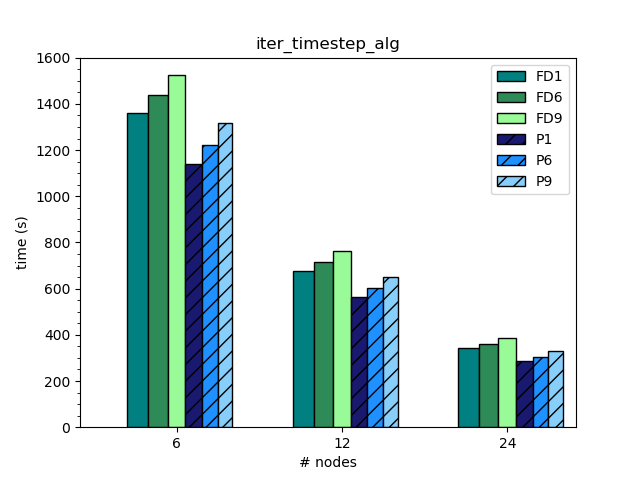 iter_timestep_alg
1600
1400
1200
1000
800
600
400
200
0
time (s)
FD1
FD6
FD9
P1
P6
P9
6 12 24
# nodes